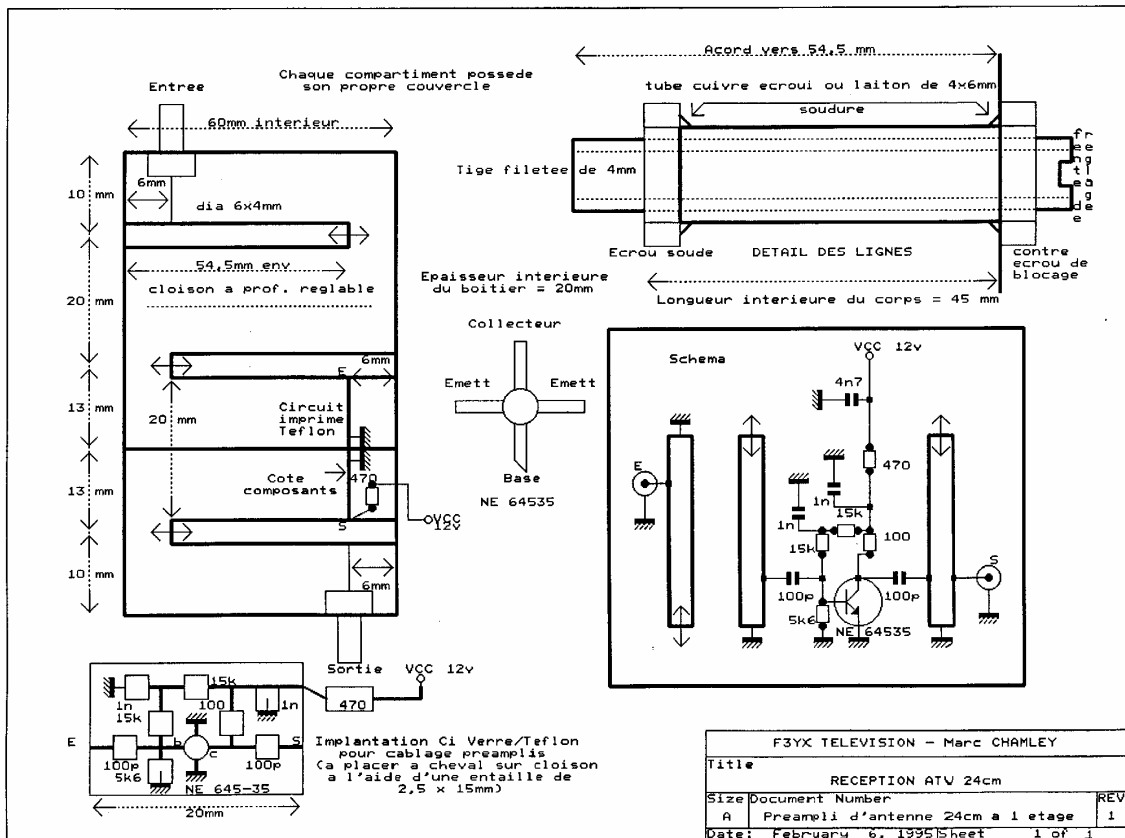 Chaque compartiment possede
son propre couvercle
Entree
60mm interieur
6mm
10 mm
dia 6x4mm
54,5mm env
cloison a prof. reglable
20 mm
Epaisseur interieure
du boitier = 20mm
6mm
E
13 mm
20 mm
Circuit
imprime
Teflon
Cote
composants
470
13 mm
S
VCC
12v
10 mm
6mm
Sortie
Collecteur
Emett
Emett
Base
NE 64535
Acord vers 54,5 mm
tube cuivre ecroui ou laiton de 4x6mm
soudure
Tige filetee de 4mm
freinage
tlage
Ecrou soude
DETAIL DES LIGNES
contre
ecrou de
blocage
Longueur interieure du corps = 45 mm
Schema
VCC 12v
4n7
470
E
1n
1n
15k
15k
100
S
100p
100p
5k6
NE 64535
VCC 12v
15k
1n
100
1n
470
15k
E
b
c
S
100p
100p
5k6
NE 645-35
20mm
Implantation Ci Verre/Teflon
pour cablage preamplis
(a placer a cheval sur cloison
a l'aide d'une entaille de
2,5 x 15mm)
F3YX TELEVISION - Marc CHAMLEY
Title
RECEPTION ATV 24cm
Size Document Number REV
A Preampli d'antenne 24cm a 1 etage 1
Date: February 6, 1995 Sheet 1 of 1